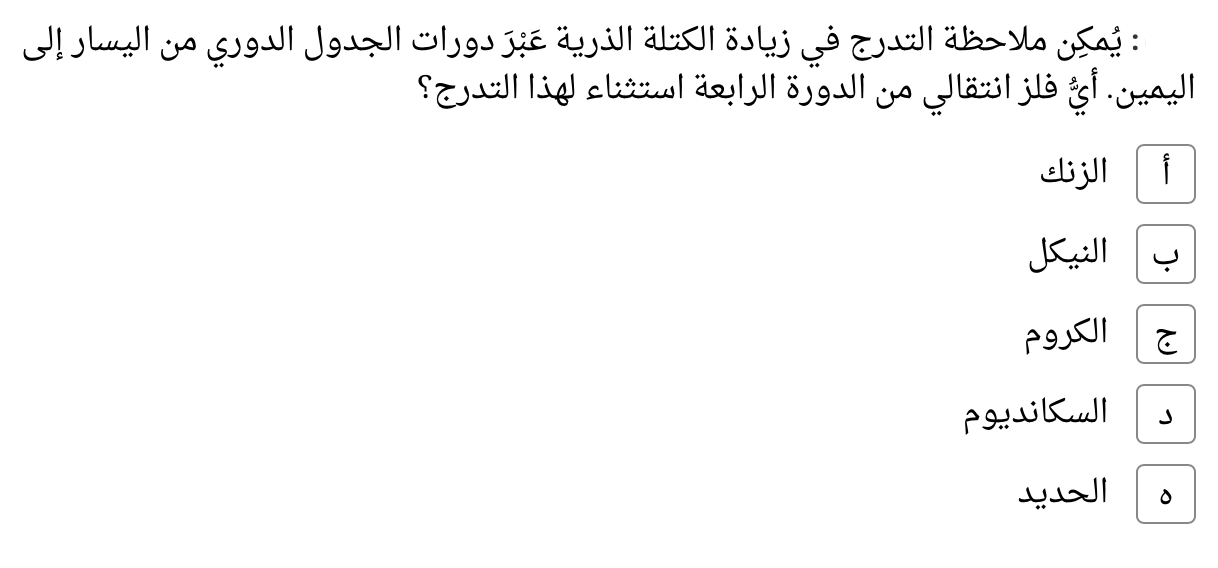 : يُمكِن ملاحظة التدرج في زيادة الكتلة الذرية عَبْرَ دورات الجدول الدوري من اليسار إلى
اليمين. أيُّ فلز انتقالي من الدورة الرابعة استثناء لهذا التدرج؟
أ الزنك
ب النيكل
ج الكروم
د السكانديوم
ه الحديد